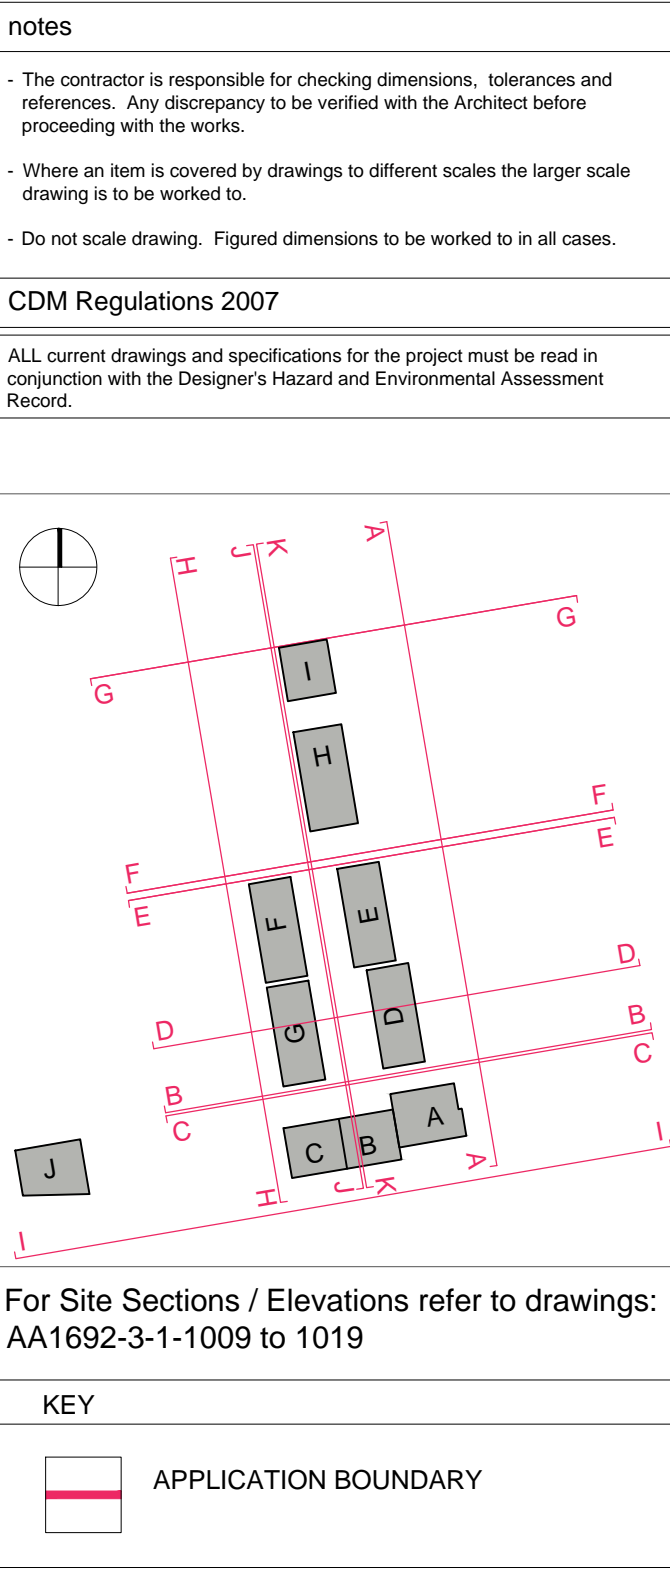 notes
- The contractor is responsible for checking dimensions, tolerances and
references. Any discrepancy to be verified with the Architect before
proceeding with the works.
- Where an item is covered by drawings to different scales the larger scale
drawing is to be worked to.
- Do not scale drawing. Figured dimensions to be worked to in all cases.
CDM Regulations 2007
ALL current drawings and specifications for the project must be read in
conjunction with the Designer's Hazard and Environmental Assessment
Record.
H
J
K
A
G
G
I
H
F
F
E
E
F
E
D
D
G
D
B
B
C
C
A
I
C
B
J
A
H
J
K
I
For Site Sections / Elevations refer to drawings:
AA1692-3-1-1009 to 1019
KEY
APPLICATION BOUNDARY